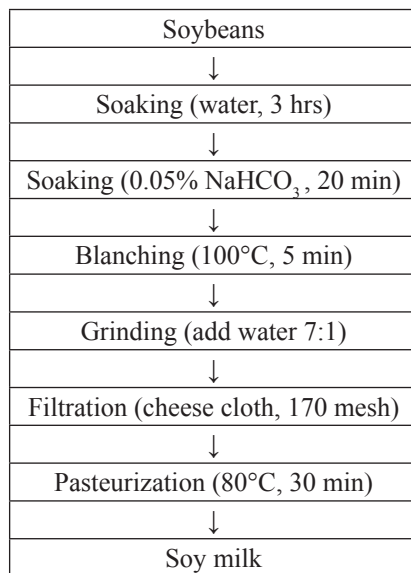 Soybeans
↓
Soaking (water, 3 hrs)
↓
Soaking (0.05% NaHCO₃, 20 min)
↓
Blanching (100°C, 5 min)
↓
Grinding (add water 7:1)
↓
Filtration (cheese cloth, 170 mesh)
↓
Pasteurization (80°C, 30 min)
↓
Soy milk